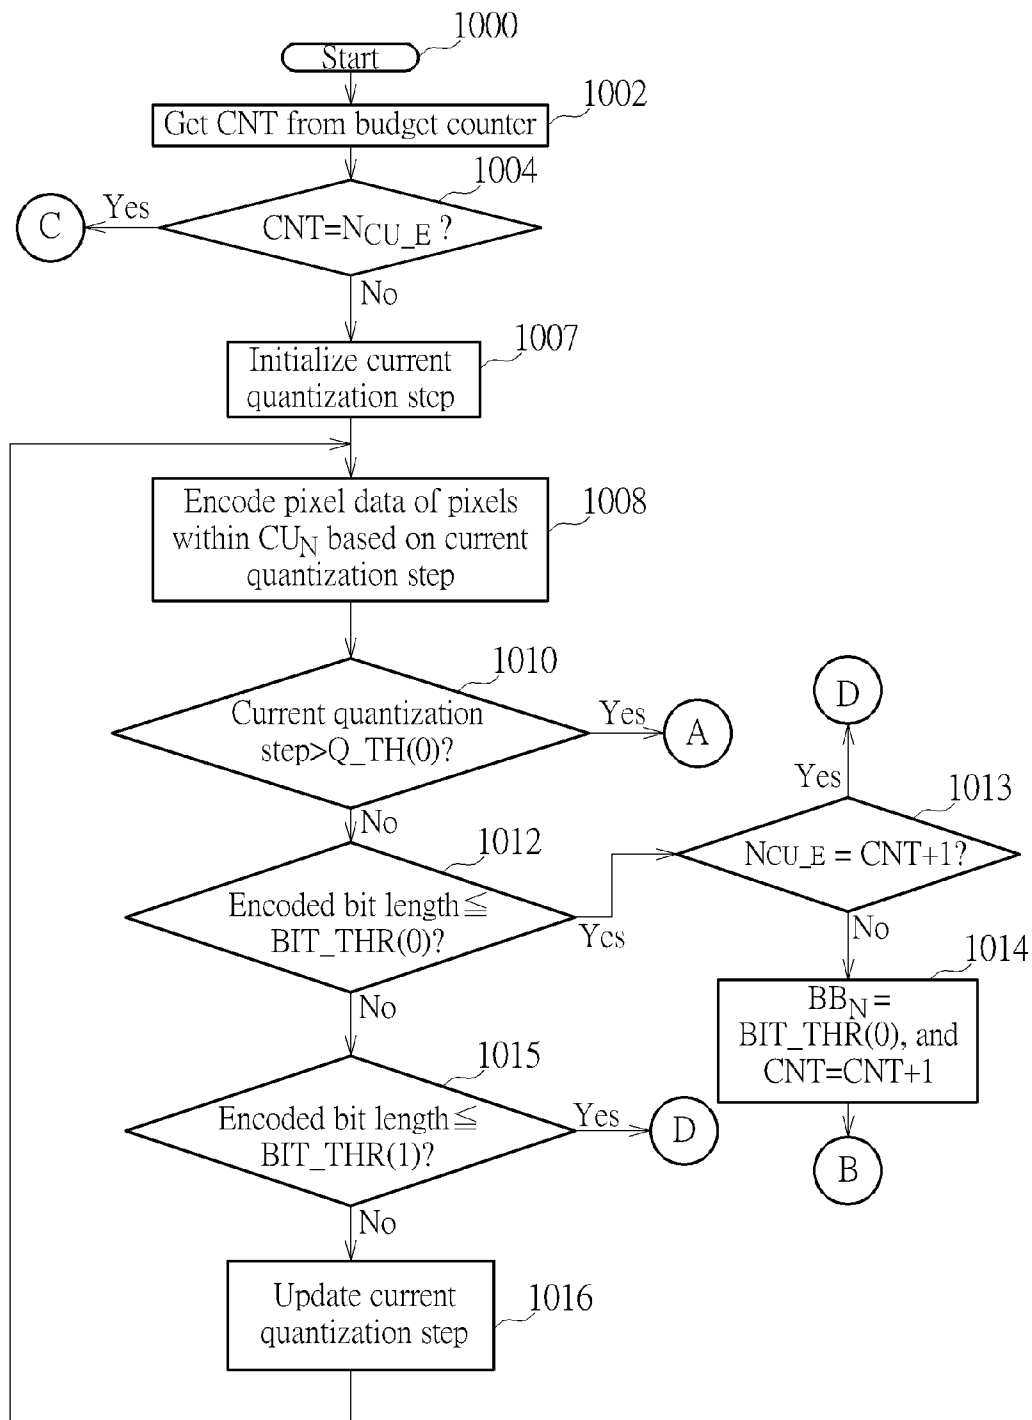 1000
Start
1002
Get CNT from budget counter
1004
Yes
C
CNT=NCU_E ?
No
1007
Initialize current
quantization step
1008
Encode pixel data of pixels
within CUN based on current
quantization step
1010
Current quantization
step>Q_TH(0)?
Yes
A
D
Yes
No
1012
1013
NCU_E = CNT+1?
Encoded bit length≦
BIT_THR(0)?
Yes
No
No
1014
BBN =
BIT_THR(0), and
CNT=CNT+1
1015
Encoded bit length≦
BIT_THR(1)?
Yes
D
B
No
1016
Update current
quantization step